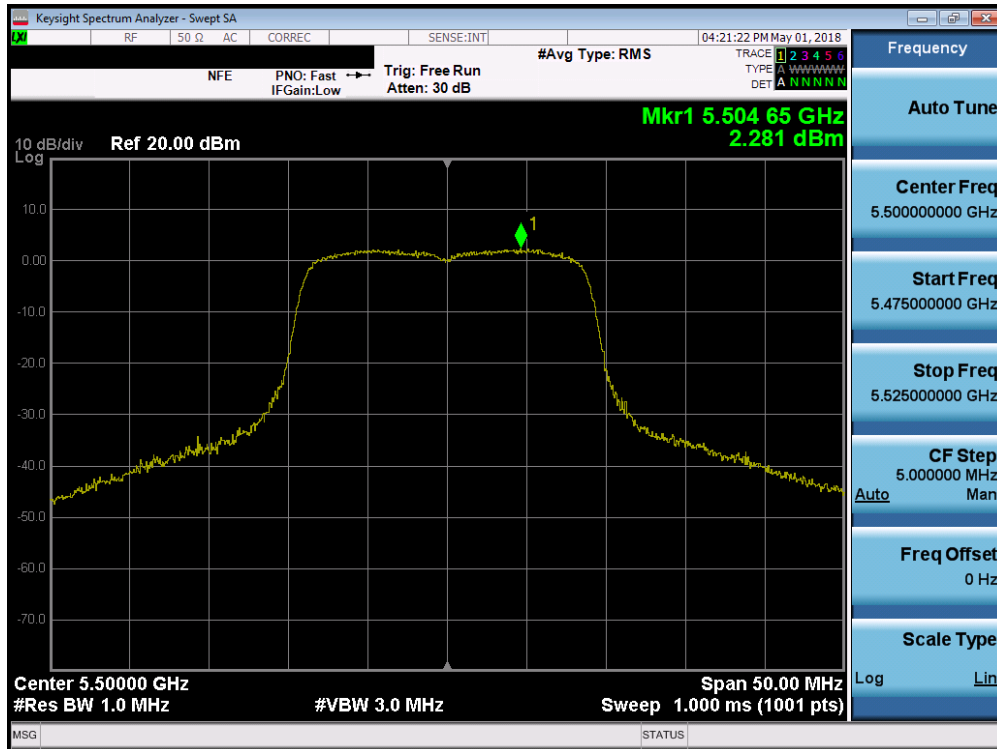 Keysight Spectrum Analyzer - Swept SA
LXI RF 50 Ω AC CORREC SENSE:INT 04:21:22 PM May 01, 2018
NFE PNO: Fast Trig: Free Run #Avg Type: RMS TRACE 1 2 3 4 5 6
IFGain:Low Atten: 30 dB TYPE A WWWWW
DET A N N N N N
Mkr1 5.504 65 GHz
2.281 dBm
10 dB/div Ref 20.00 dBm
Log
10.0
0.00
-10.0
-20.0
-30.0
-40.0
-50.0
-60.0
-70.0
1
Center 5.50000 GHz Span 50.00 MHz
#Res BW 1.0 MHz #VBW 3.0 MHz Sweep 1.000 ms (1001 pts)
MSG STATUS
Frequency
Auto Tune
Center Freq
5.500000000 GHz
Start Freq
5.475000000 GHz
Stop Freq
5.525000000 GHz
CF Step
5.000000 MHz
Auto Man
Freq Offset
0 Hz
Scale Type
Log Lin